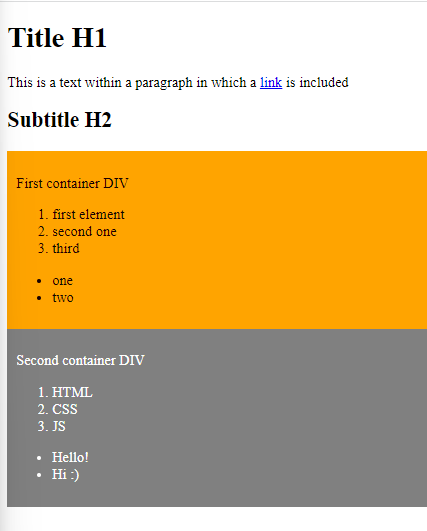 Title H1
This is a text within a paragraph in which a link is included
Subtitle H2
First container DIV
1. first element
2. second one
3. third
• one
• two
Second container DIV
1. HTML
2. CSS
3. JS
• Hello!
• Hi :)